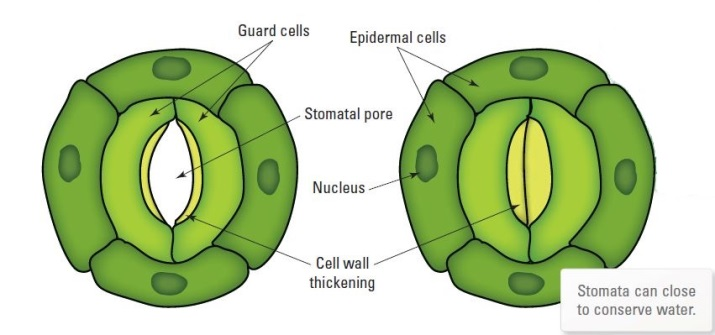 Guard cells
Epidermal cells
Stomatal pore
Nucleus
Cell wall
thickening
Stomata can close
to conserve water.